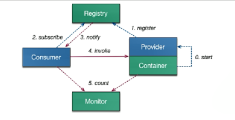 Registry
1. register
2. subscribe
3. notify
Consumer
4. invoke
Provider
Container
0. start
5. count
Monitor